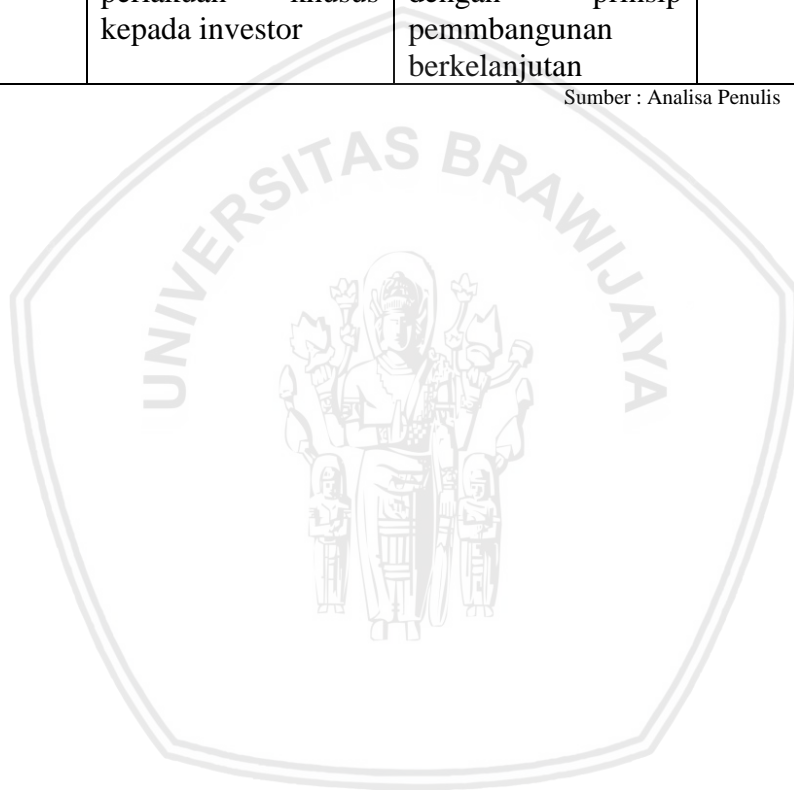 perlakuan khusus
kepada investor
dengan prinsip
pemmbangunan
berkelanjutan
Sumber : Analisa Penulis
UNIVERSITAS BRAWIJAYA